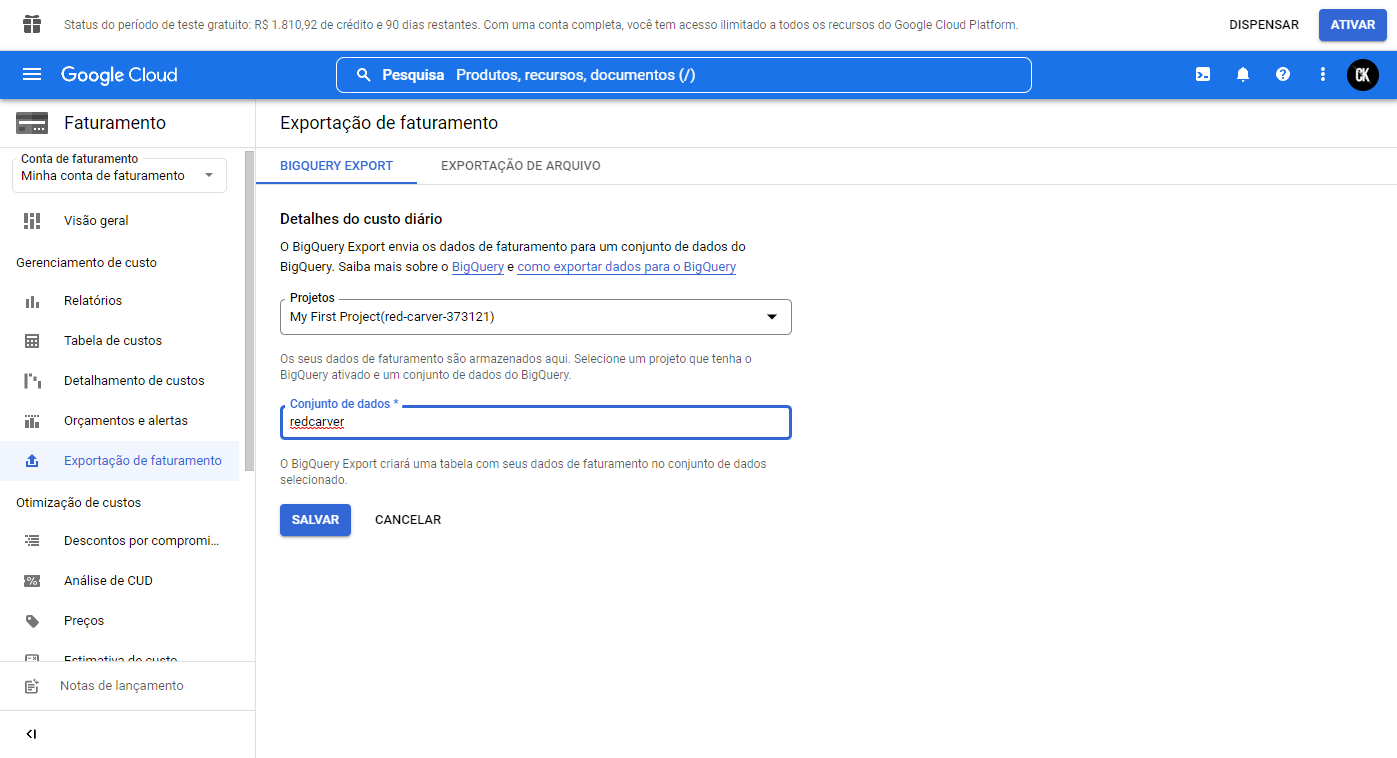 Status do período de teste gratuito: R$ 1.810,92 de crédito e 90 dias restantes. Com uma conta completa, você tem acesso ilimitado a todos os recursos do Google Cloud Platform.
DISPENSAR
ATIVAR
Google Cloud
Pesquisa Produtos, recursos, documentos (/)
CK
Faturamento
Conta de faturamento
Minha conta de faturamento
Visão geral
Gerenciamento de custo
Relatórios
Tabela de custos
Detalhamento de custos
Orçamentos e alertas
Exportação de faturamento
Otimização de custos
Descontos por compromi...
Análise de CUD
Preços
Estimativa de custo
Notas de lançamento
Exportação de faturamento
BIGQUERY EXPORT
EXPORTAÇÃO DE ARQUIVO
Detalhes do custo diário
O BigQuery Export envia os dados de faturamento para um conjunto de dados do
BigQuery. Saiba mais sobre o BigQuery e como exportar dados para o BigQuery
Projetos
My First Project(red-carver-373121)
Os seus dados de faturamento são armazenados aqui. Selecione um projeto que tenha o
BigQuery ativado e um conjunto de dados do BigQuery.
Conjunto de dados *
redcarver
O BigQuery Export criará uma tabela com seus dados de faturamento no conjunto de dados
selecionado.
SALVAR
CANCELAR